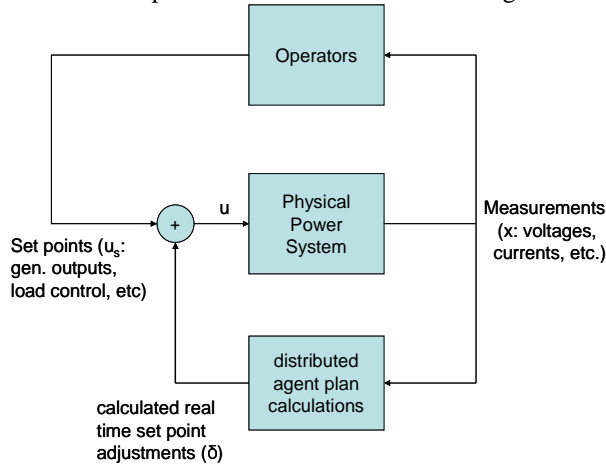 Operators
+
u
Physical
Power
System
Measurements
(x: voltages,
currents, etc.)
Set points (uₛ:
gen. outputs,
load control, etc)
distributed
agent plan
calculations
calculated real
time set point
adjustments (δ)